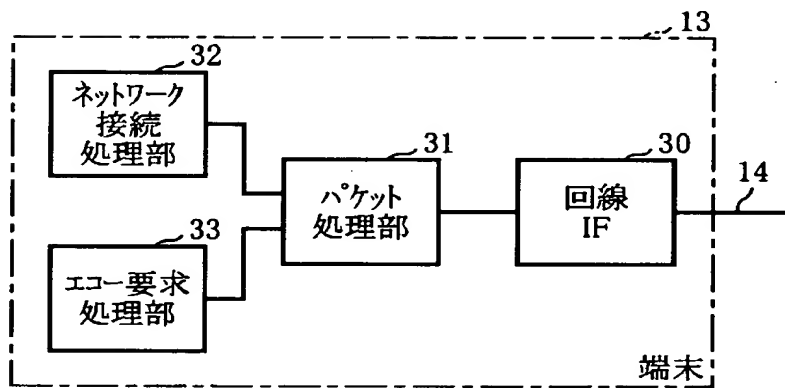 13
32
ネットワーク
接続
処理部
31
パケット
処理部
30
回線
IF
14
33
エコー要求
処理部
端末